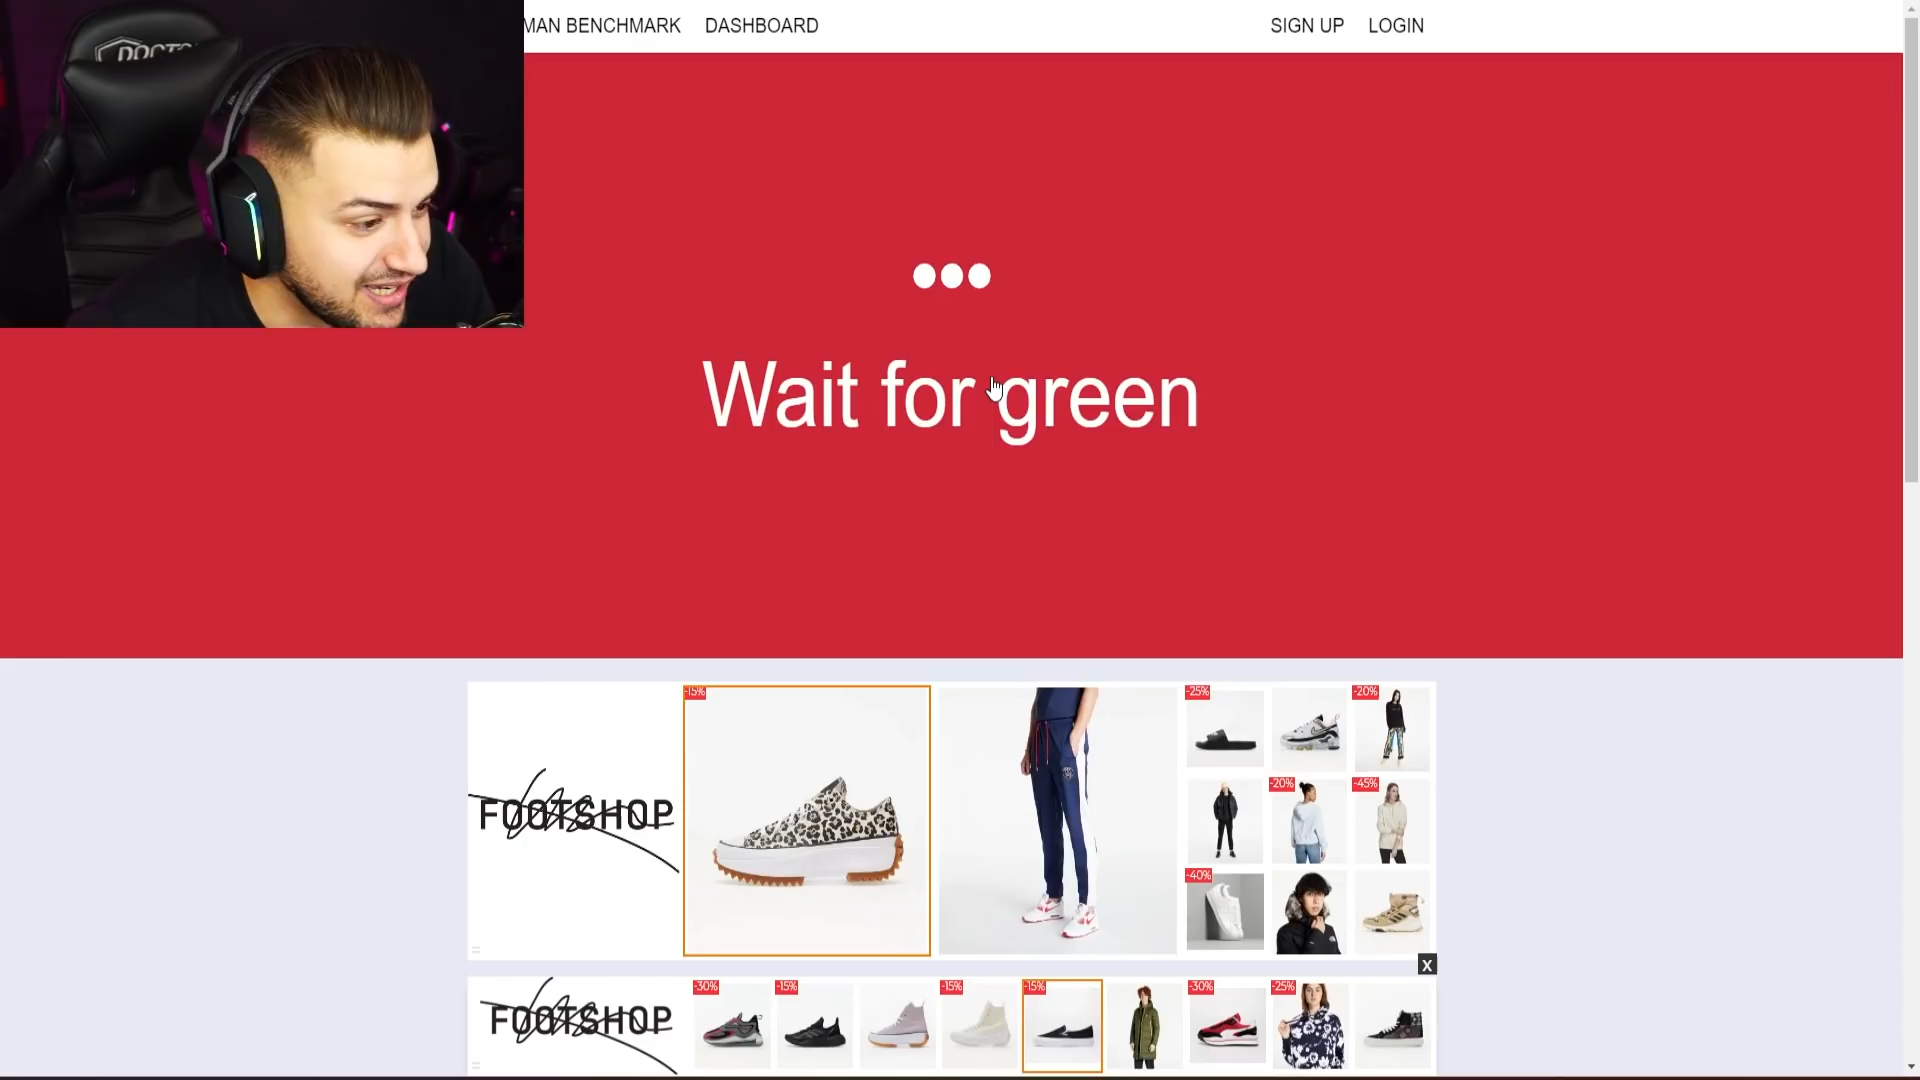 MAN BENCHMARK DASHBOARD SIGN UP LOGIN
Wait for green
-15%
-25%
-20%
-20%
-45%
-40%
FOOTSHOP
X
-30%
-15%
-15%
-15%
-30%
-25%
FOOTSHOP